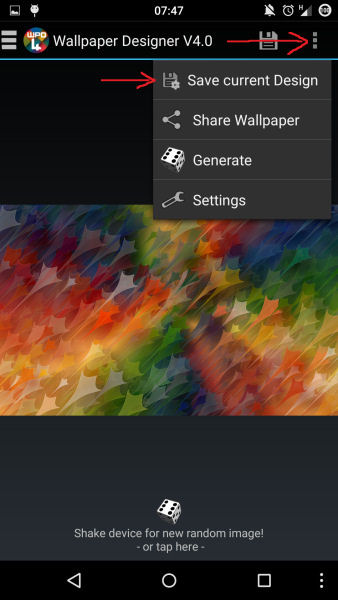 07:47
H
100
WPD
4
Wallpaper Designer V4.0
Save current Design
Share Wallpaper
Generate
Settings
Shake device for new random image!
- or tap here -